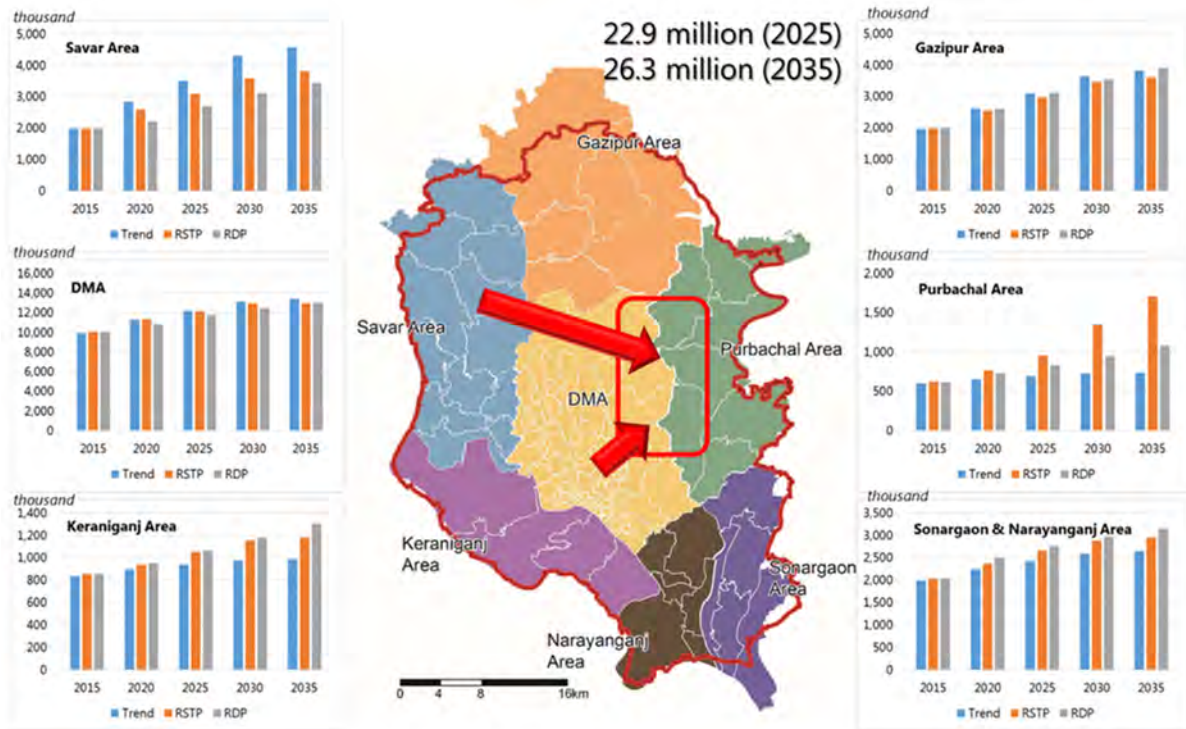 thousand
Savar Area
5,000
4,000
3,000
2,000
1,000
0
2015 2020 2025 2030 2035
Trend RSTP RDP
thousand
DMA
16,000
14,000
12,000
10,000
8,000
6,000
4,000
2,000
0
2015 2020 2025 2030 2035
Trend RSTP RDP
thousand
Keraniganj Area
1,400
1,200
1,000
800
600
400
200
0
2015 2020 2025 2030 2035
Trend RSTP RDP
22.9 million (2025)
26.3 million (2035)
Gazipur Area
Savar Area
Purbachal Area
DMA
Keraniganj
Area
Sonargaon
Area
Narayanganj
Area
0 4 8 16km
thousand
Gazipur Area
5,000
4,000
3,000
2,000
1,000
0
2015 2020 2025 2030 2035
Trend RSTP RDP
thousand
Purbachal Area
2,000
1,500
1,000
500
0
2015 2020 2025 2030 2035
Trend RSTP RDP
thousand
Sonargaon & Narayanganj Area
3,500
3,000
2,500
2,000
1,500
1,000
500
0
2015 2020 2025 2030 2035
Trend RSTP RDP